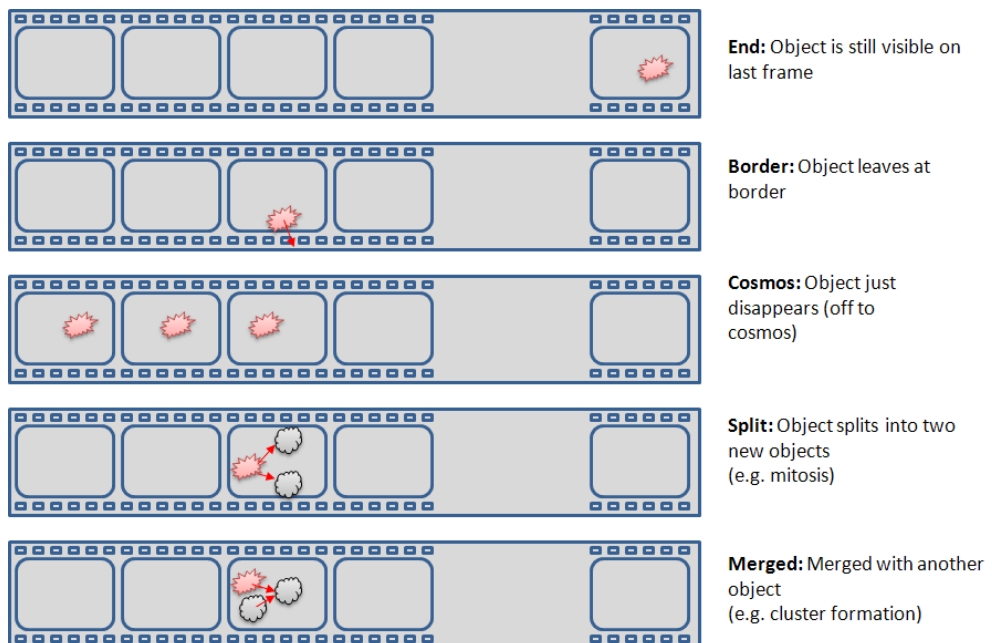 End: Object is still visible on
last frame
Border: Object leaves at
border
Cosmos: Object just
disappears (off to
cosmos)
Split: Object splits into two
new objects
(e.g. mitosis)
Merged: Merged with another
object
(e.g. cluster formation)